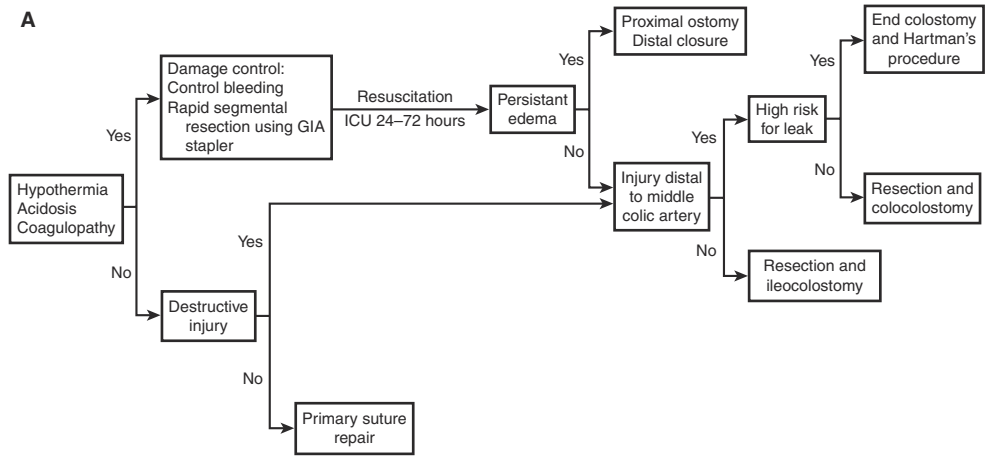 A
Hypothermia
Acidosis
Coagulopathy
Yes
No
Damage control:
Control bleeding
Rapid segmental
resection using GIA
stapler
Resuscitation
ICU 24–72 hours
Persistant
edema
Yes
No
Proximal ostomy
Distal closure
Destructive
injury
Yes
No
Primary suture
repair
Injury distal
to middle
colic artery
Yes
No
High risk
for leak
Yes
No
End colostomy
and Hartman's
procedure
Resection and
colocolostomy
Resection and
ileocolostomy